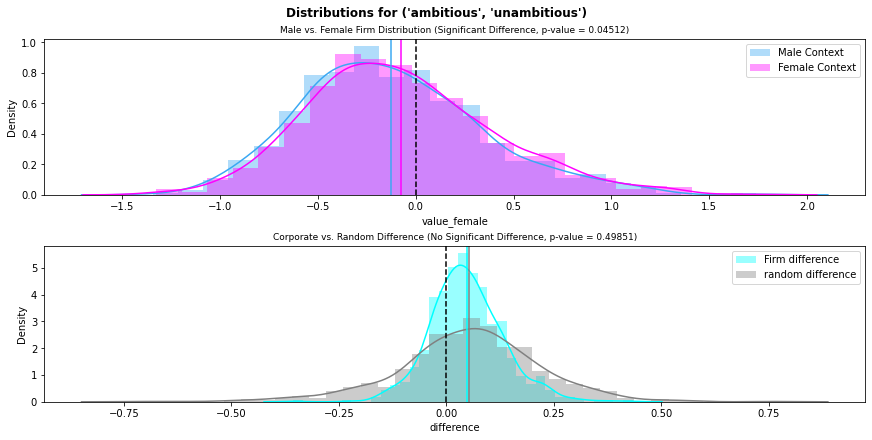 Distributions for ('ambitious', 'unambitious')
Male vs. Female Firm Distribution (Significant Difference, p-value = 0.04512)
1.0
0.8
0.6
0.4
0.2
0.0
Density
Male Context
Female Context
−1.5 −1.0 −0.5 0.0 0.5 1.0 1.5 2.0
value_female
Corporate vs. Random Difference (No Significant Difference, p-value = 0.49851)
5
4
3
2
1
0
Density
Firm difference
random difference
−0.75 −0.50 −0.25 0.00 0.25 0.50 0.75
difference